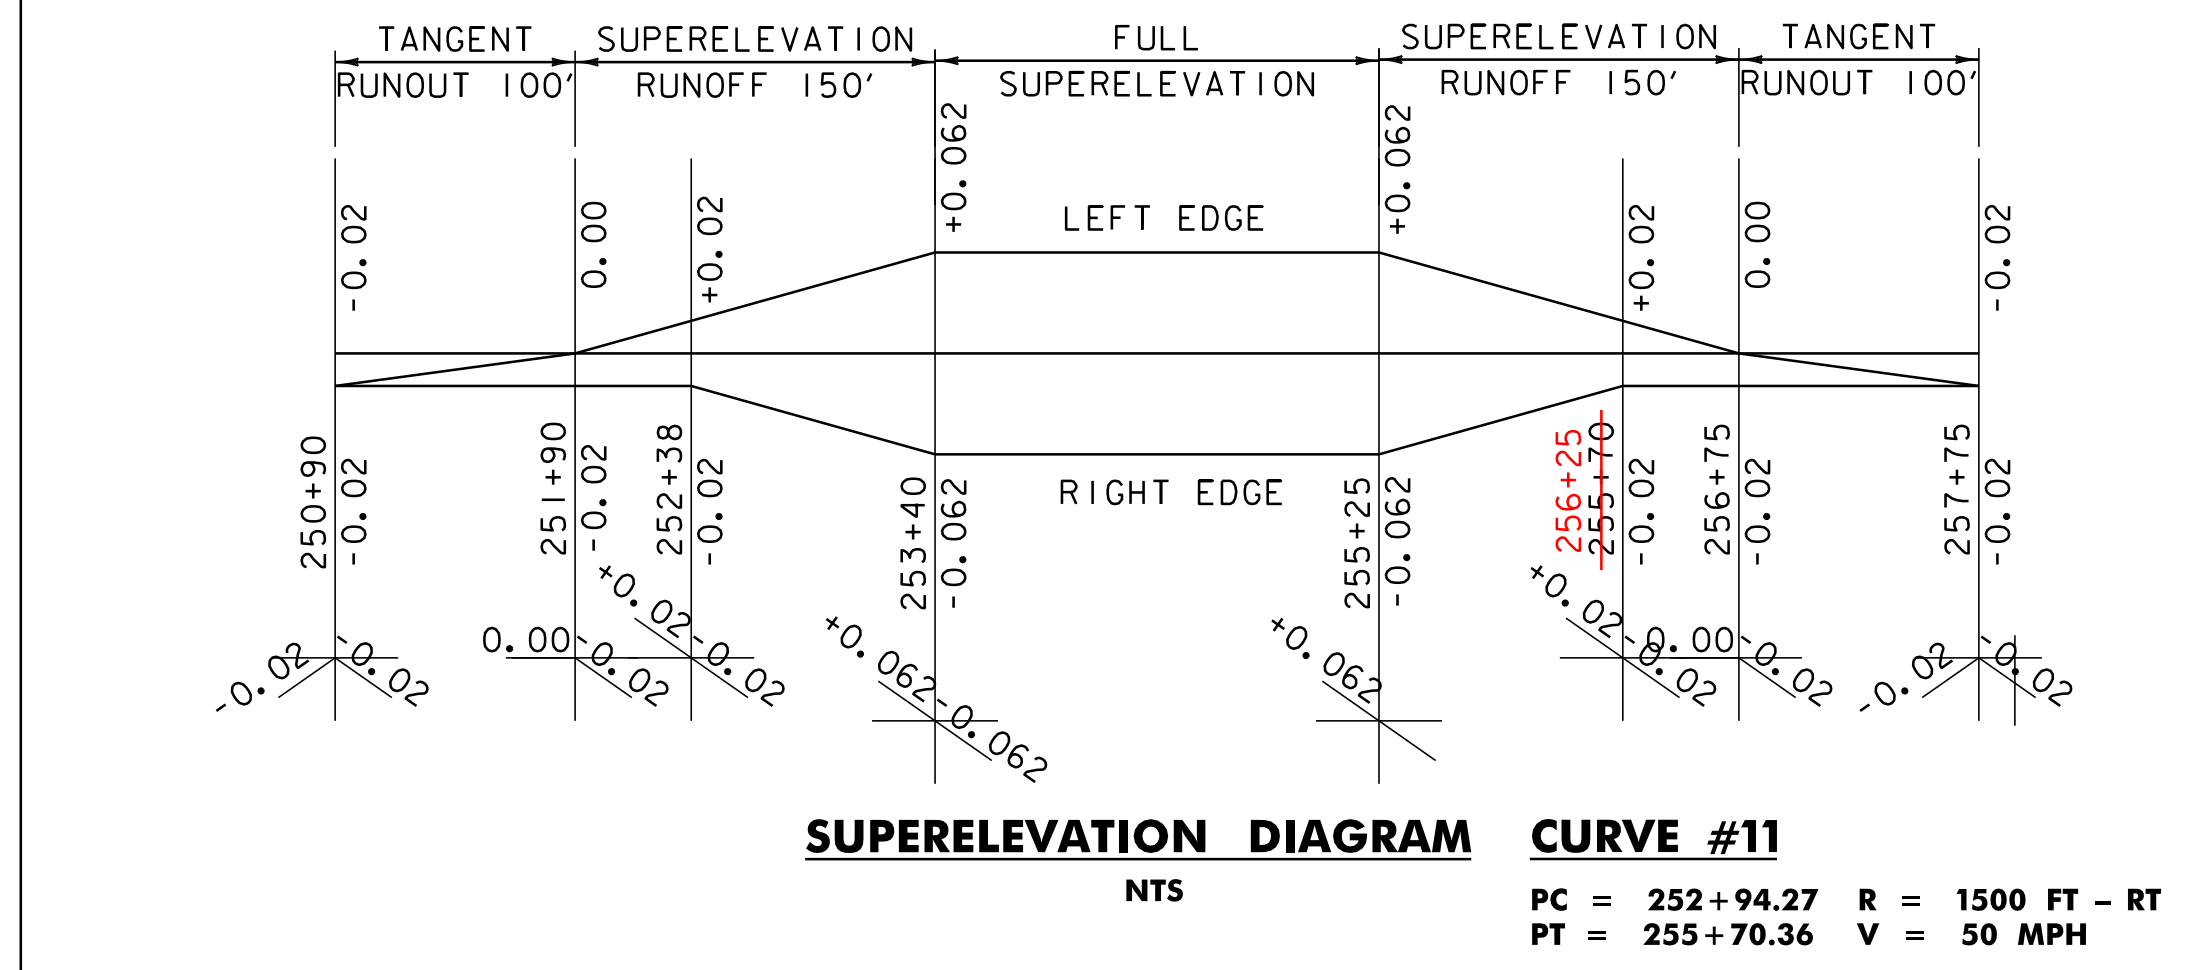 TANGENT
RUNOUT 100'
SUPERELEVATION
RUNOFF 150'
FULL
SUPERELEVATION
SUPERELEVATION
RUNOFF 150'
TANGENT
RUNOUT 100'
-0.02
0.00
+0.02
+0.062
+0.062
+0.02
0.00
-0.02
LEFT EDGE
RIGHT EDGE
250+90
-0.02
251+90
-0.02
252+38
-0.02
253+40
-0.062
255+25
-0.062
256+25
255+70
-0.02
256+75
-0.02
257+75
-0.02
-0.02
-0.02
0.00
-0.02
+0.02
-0.02
+0.062
-0.062
+0.062
+0.02
-0.02
0.00
-0.02
-0.02
-0.02
SUPERELEVATION DIAGRAM
NTS
CURVE #11
PC = 252+94.27 R = 1500 FT – RT
PT = 255+70.36 V = 50 MPH